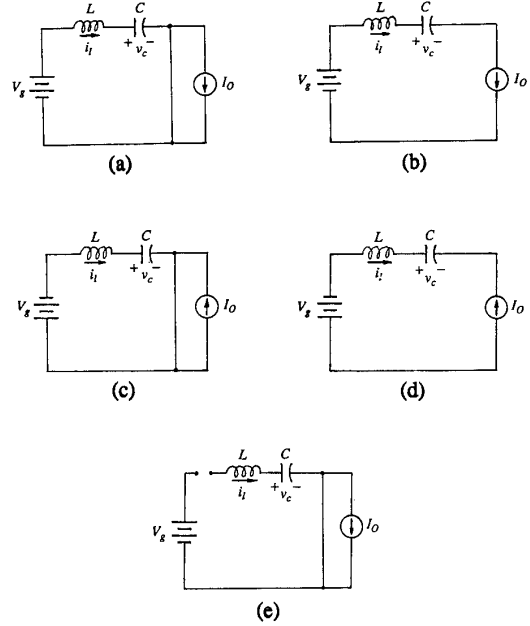 L C
i_l + v_c −
V_g I_O
(a)
L C
i_l + v_c −
V_g I_O
(b)
L C
i_l + v_c −
V_g I_O
(c)
L C
i_l + v_c −
V_g I_O
(d)
L C
i_l + v_c −
V_g I_O
(e)